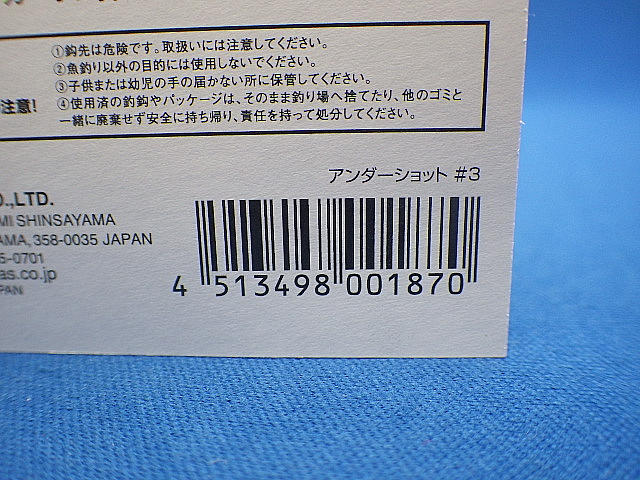 ①鈎先は危険です。取扱いには注意してください。
②魚釣り以外の目的には使用しないでください。
③子供または幼児の手の届かない所に保管してください。
注意!
④使用済の釣鈎やパッケージは、そのまま釣り場へ捨てたり、他のゴミと
一緒に廃棄せず安全に持ち帰り、責任を持って処分してください。
アンダーショット #3
O.,LTD.
MI SHINSAYAMA
AMA, 358-0035 JAPAN
5-0701
as.co.jp
PAN
4 513498 001870